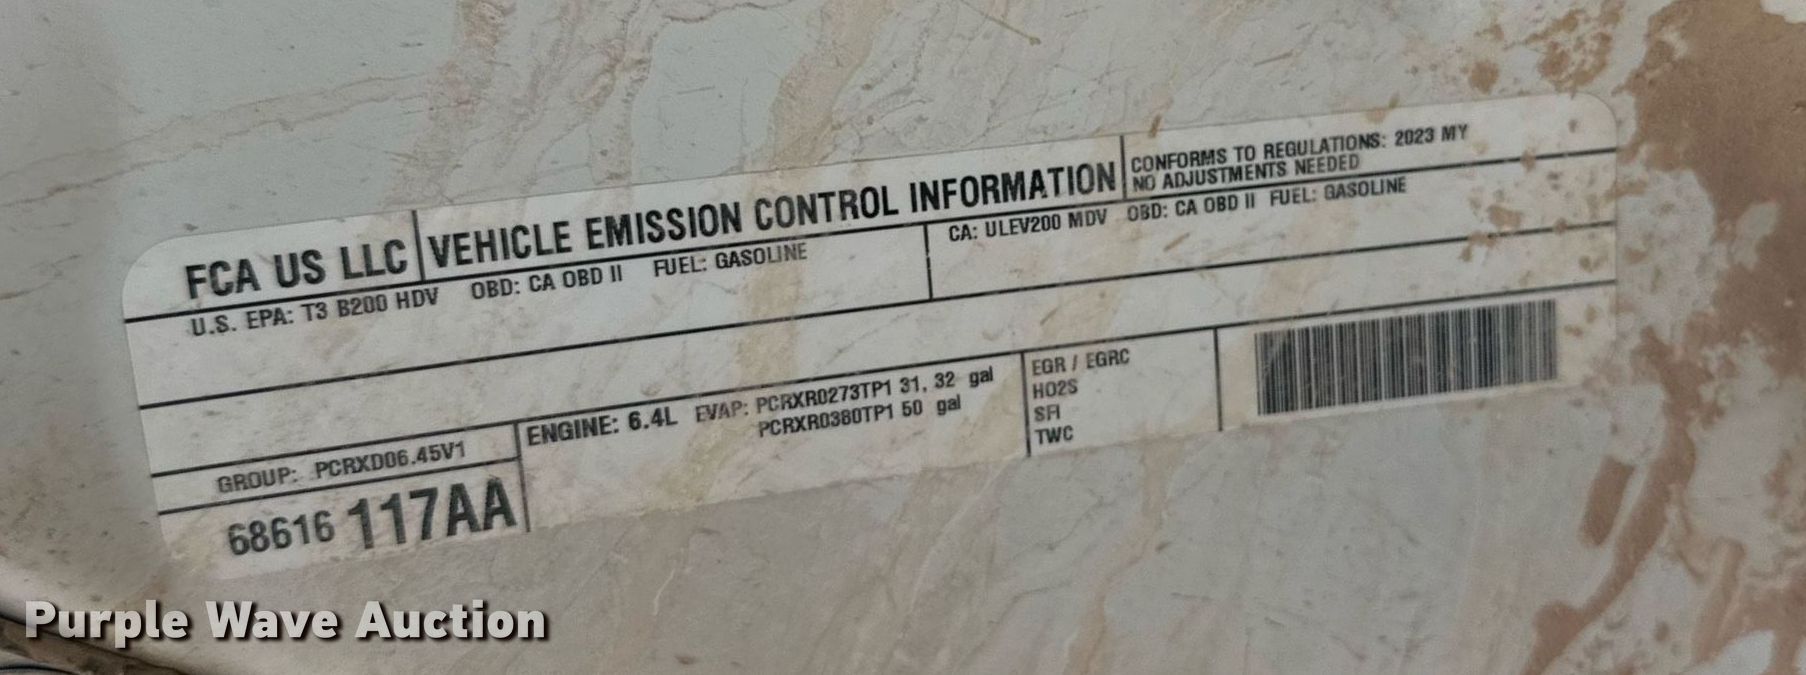 FCA US LLC VEHICLE EMISSION CONTROL INFORMATION
CONFORMS TO REGULATIONS: 2023 MY
NO ADJUSTMENTS NEEDED
U.S. EPA: T3 B200 HDV OBD: CA OBD II FUEL: GASOLINE
CA: ULEV200 MDV OBD: CA OBD II FUEL: GASOLINE
GROUP: PCRXD06.45V1
68616 117AA
ENGINE: 6.4L EVAP: PCRXR0273TP1 31, 32 gal
PCRXR0380TP1 50 gal
EGR / EGRC
HO2S
SFI
TWC
Purple Wave Auction